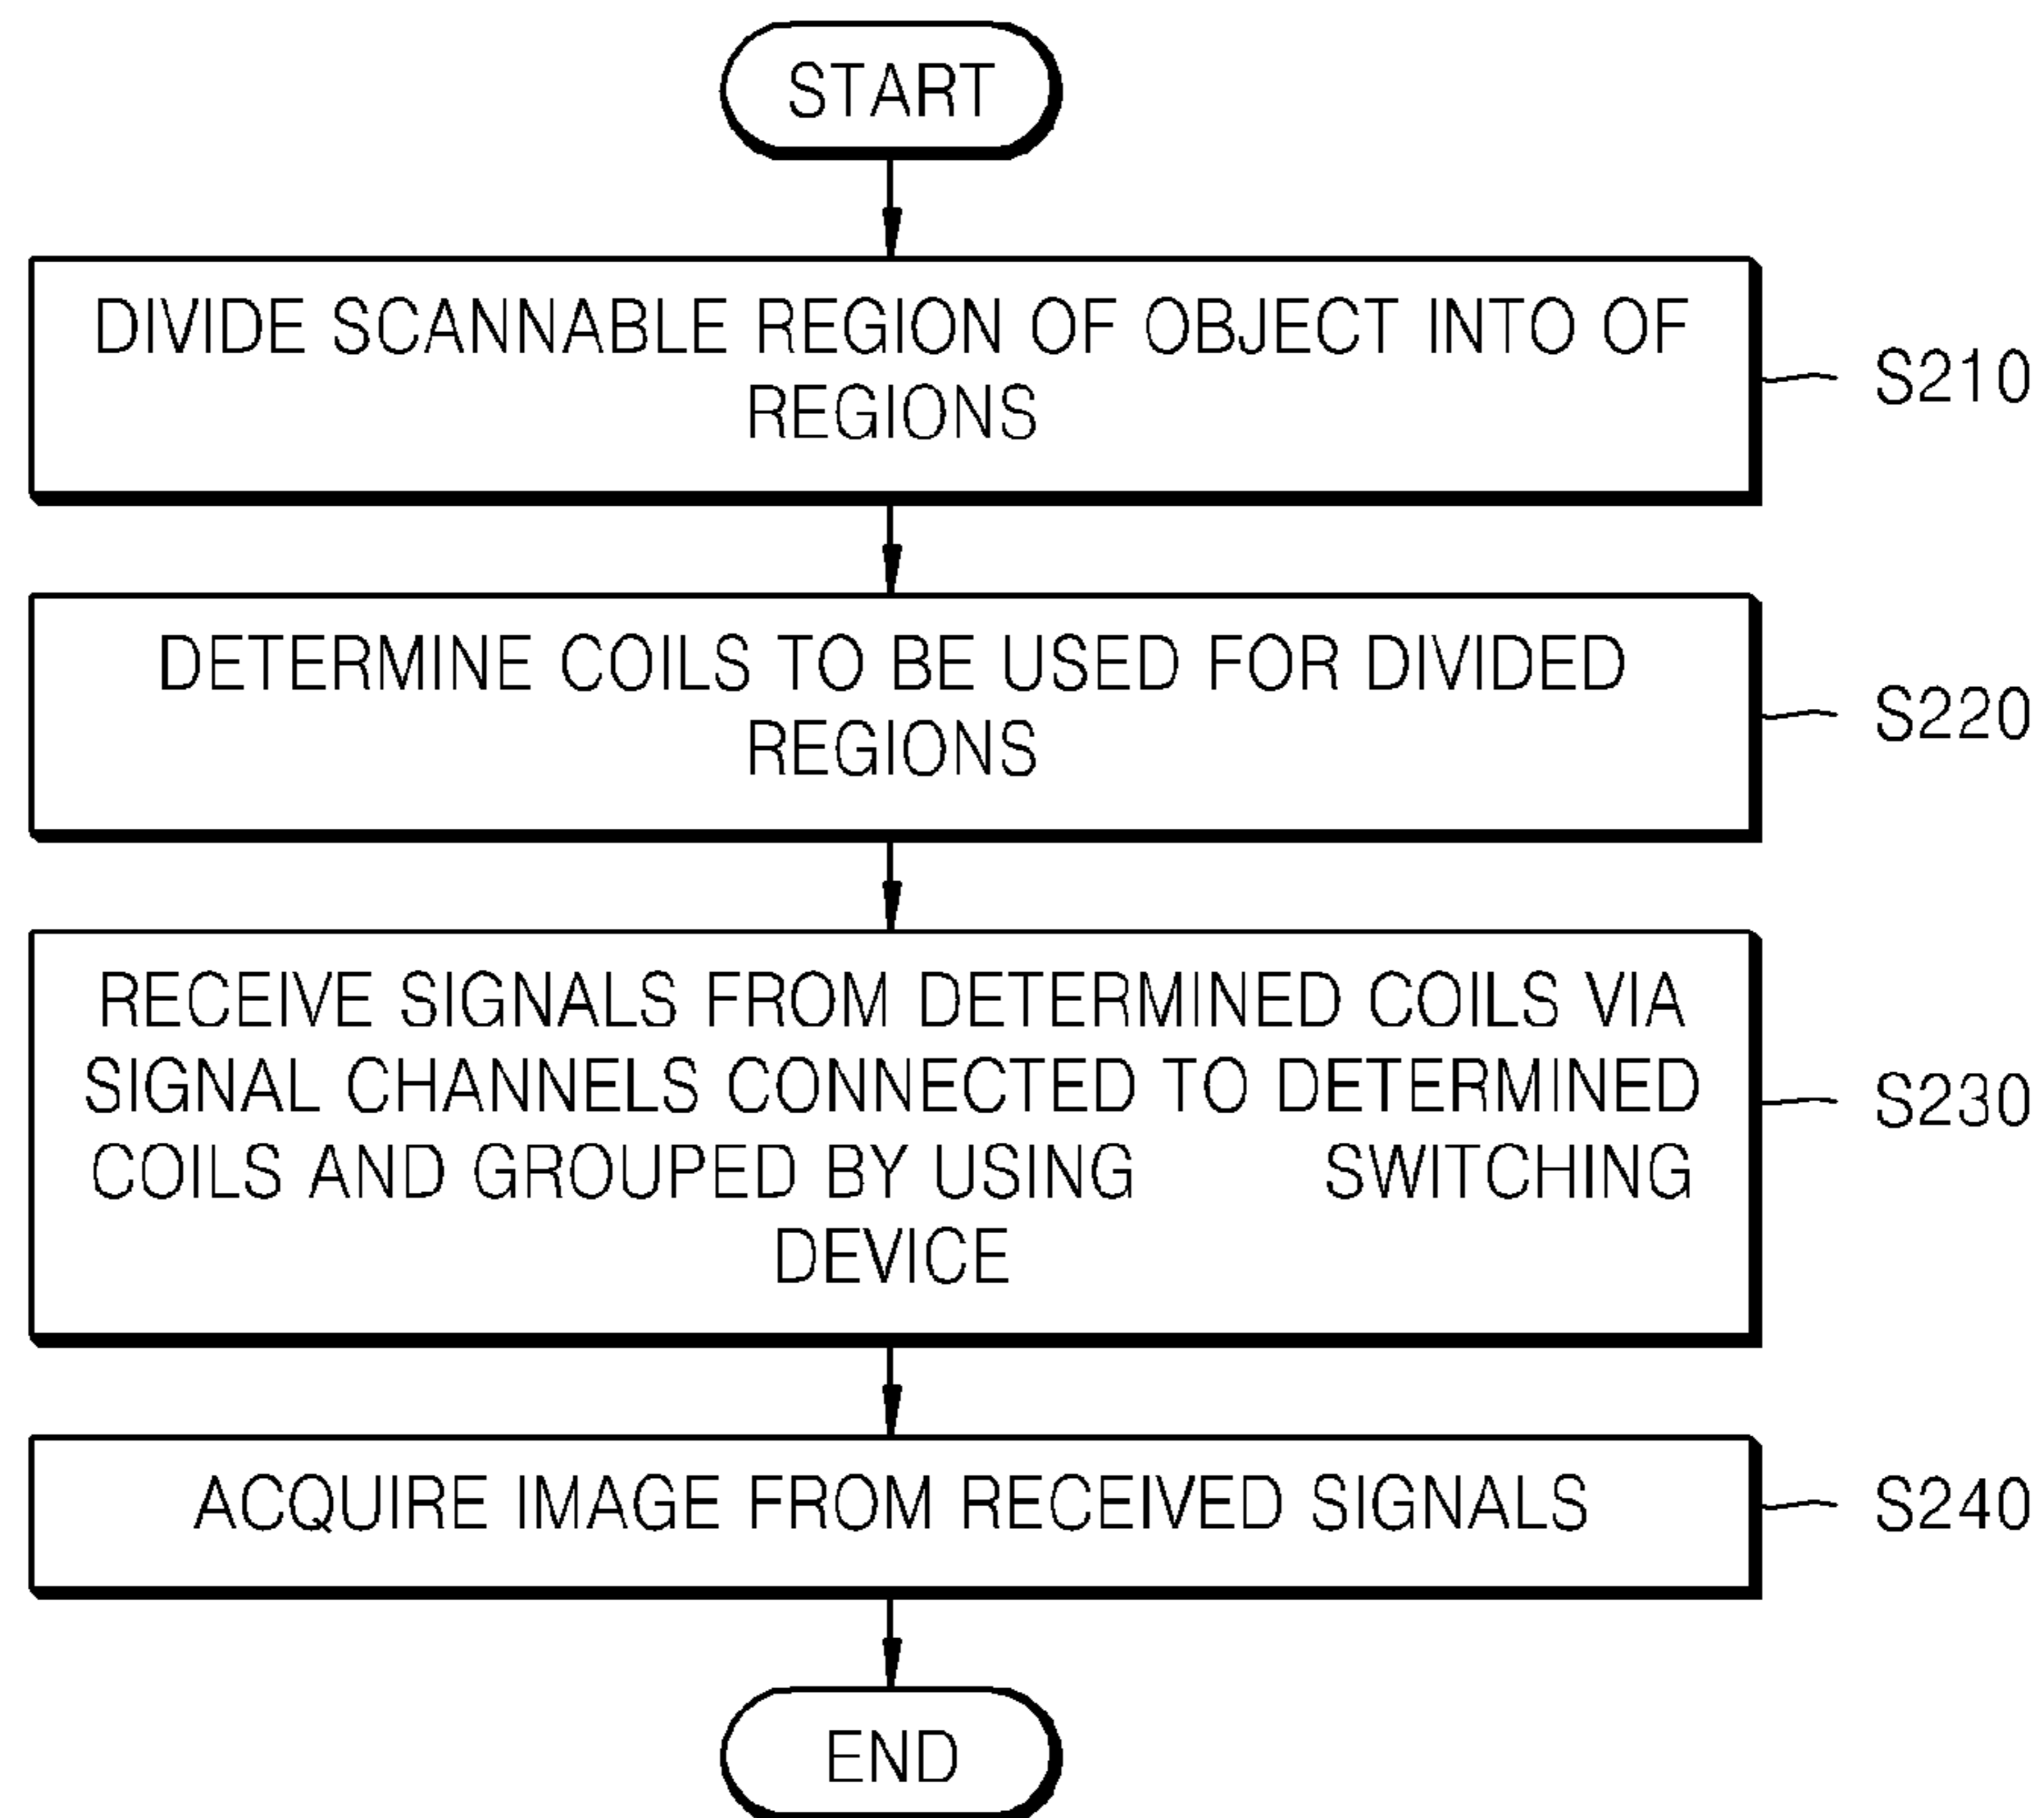 START
DIVIDE SCANNABLE REGION OF OBJECT INTO OF
REGIONS
S210
DETERMINE COILS TO BE USED FOR DIVIDED
REGIONS
S220
RECEIVE SIGNALS FROM DETERMINED COILS VIA
SIGNAL CHANNELS CONNECTED TO DETERMINED
COILS AND GROUPED BY USING SWITCHING
DEVICE
S230
ACQUIRE IMAGE FROM RECEIVED SIGNALS
S240
END